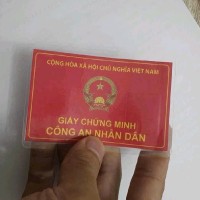 CỘNG HÒA XÃ HỘI CHỦ NGHĨA VIỆT NAM
GIẤY CHỨNG MINH
CÔNG AN NHÂN DÂN